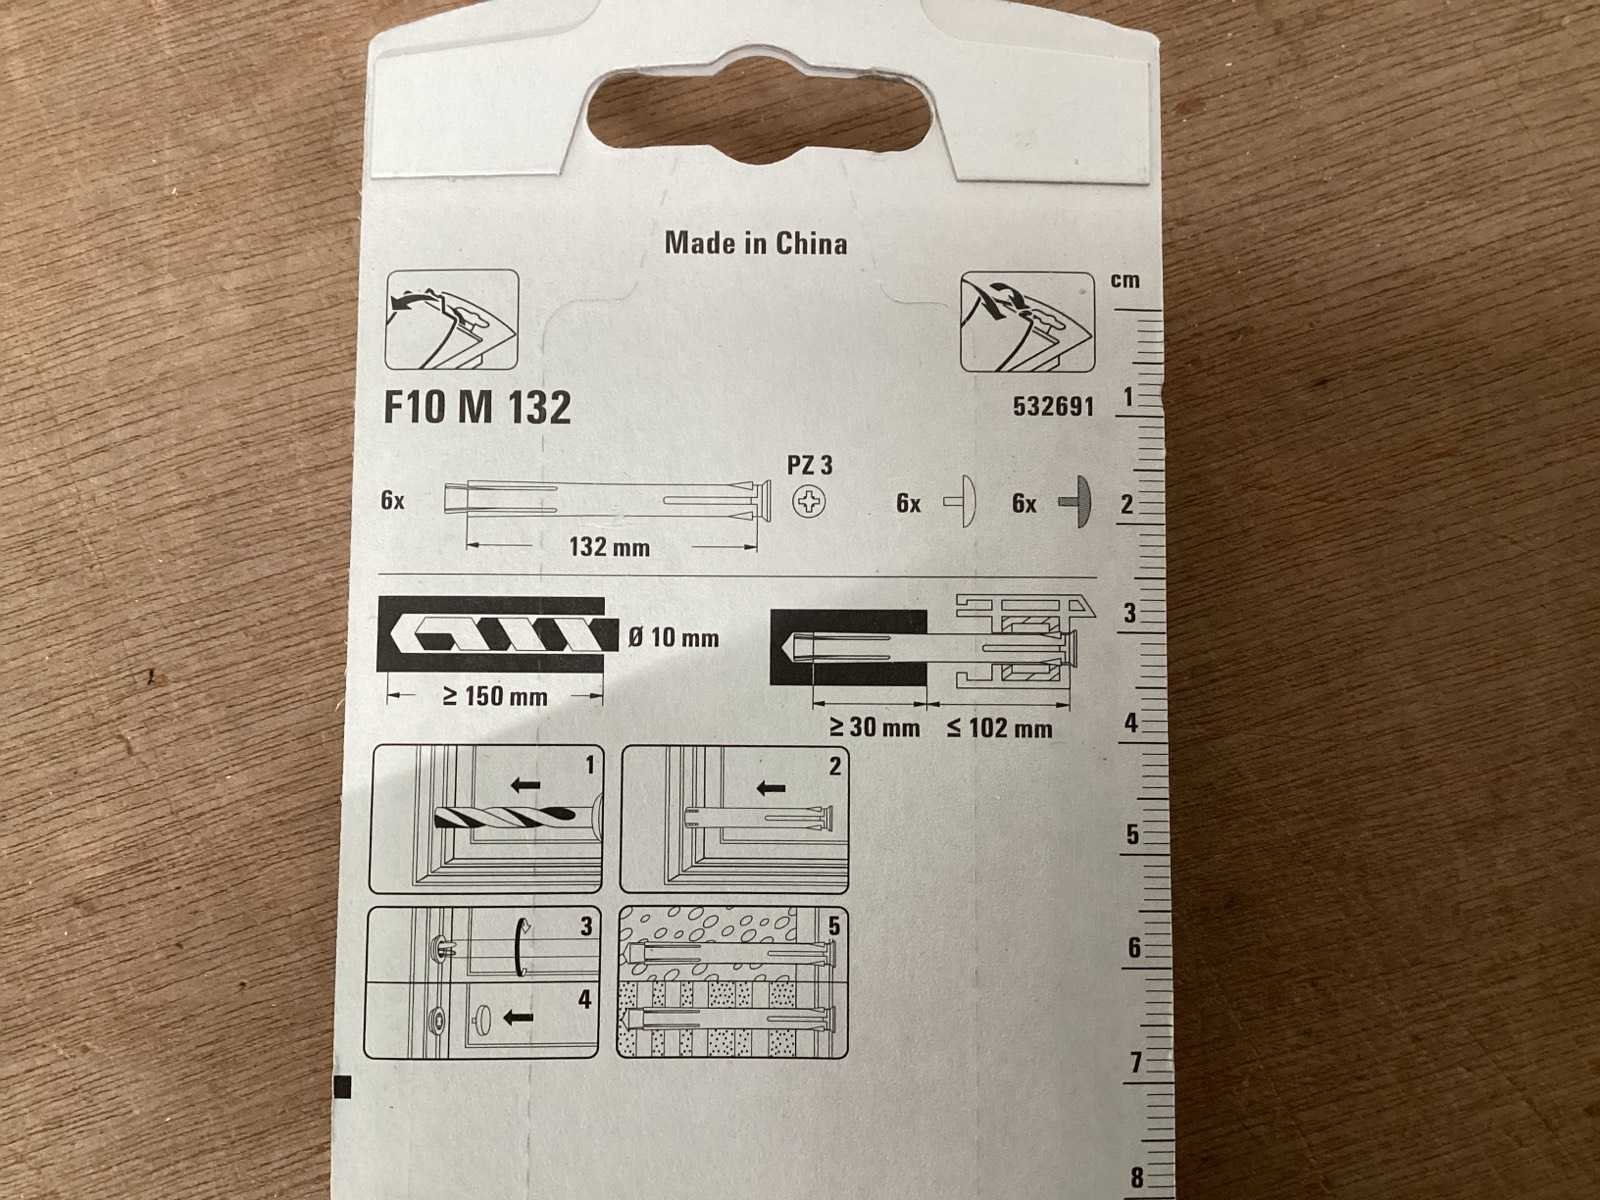 Made in China
cm
F10 M 132
532691
1
PZ 3
6x
6x
6x
2
132 mm
3
Ø 10 mm
≥ 150 mm
≥ 30 mm
≤ 102 mm
4
1
2
5
3
5
6
4
7
8